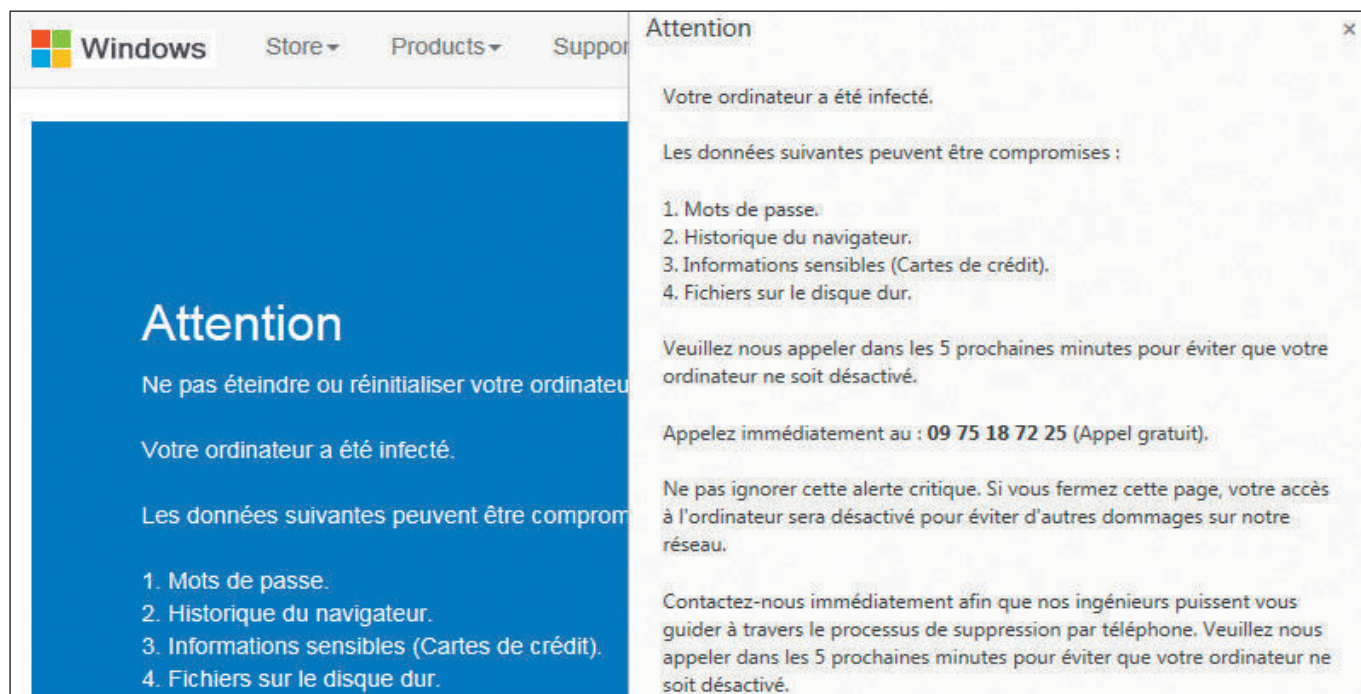 Windows Store Products Suppor
Attention
Ne pas éteindre ou réinitialiser votre ordinateu
Votre ordinateur a été infecté.
Les données suivantes peuvent être comprom
1. Mots de passe.
2. Historique du navigateur.
3. Informations sensibles (Cartes de crédit).
4. Fichiers sur le disque dur.
Attention ×
Votre ordinateur a été infecté.
Les données suivantes peuvent être compromises :
1. Mots de passe.
2. Historique du navigateur.
3. Informations sensibles (Cartes de crédit).
4. Fichiers sur le disque dur.
Veuillez nous appeler dans les 5 prochaines minutes pour éviter que votre
ordinateur ne soit désactivé.
Appelez immédiatement au : 09 75 18 72 25 (Appel gratuit).
Ne pas ignorer cette alerte critique. Si vous fermez cette page, votre accès
à l'ordinateur sera désactivé pour éviter d'autres dommages sur notre
réseau.
Contactez-nous immédiatement afin que nos ingénieurs puissent vous
guider à travers le processus de suppression par téléphone. Veuillez nous
appeler dans les 5 prochaines minutes pour éviter que votre ordinateur ne
soit désactivé.